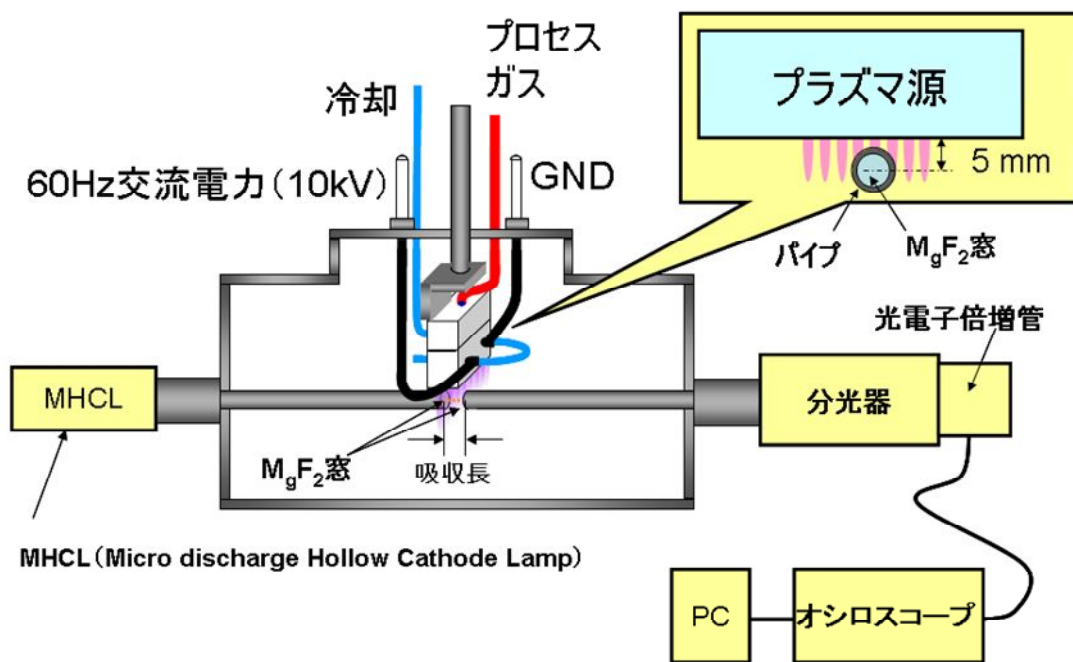 プロセス
ガス
冷却
60Hz交流電力(10kV)
GND
プラズマ源
5 mm
パイプ
MgF2窓
光電子倍増管
MHCL
分光器
MgF2窓
吸収長
MHCL(Micro discharge Hollow Cathode Lamp)
PC
オシロスコープ